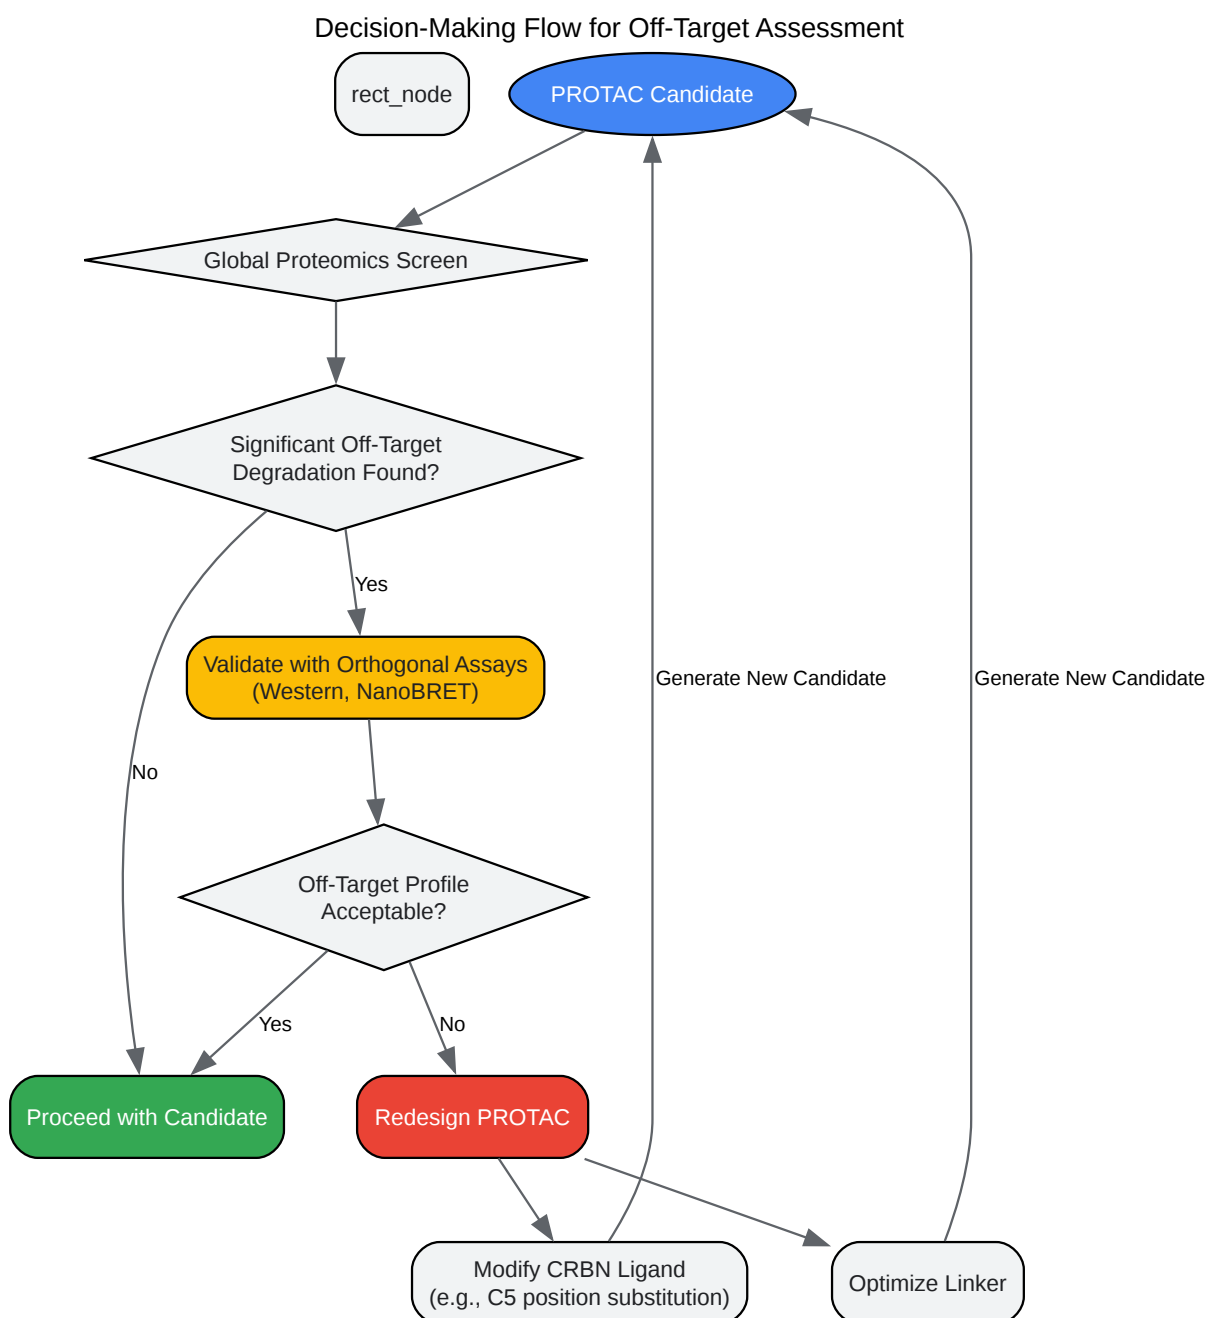 Decision-Making Flow for Off-Target Assessment
rect_node
PROTAC Candidate
Global Proteomics Screen
Significant Off-Target
Degradation Found?
Yes
Validate with Orthogonal Assays
(Western, NanoBRET)
Generate New Candidate
Generate New Candidate
No
Off-Target Profile
Acceptable?
Yes
No
Proceed with Candidate
Redesign PROTAC
Modify CRBN Ligand
(e.g., C5 position substitution)
Optimize Linker